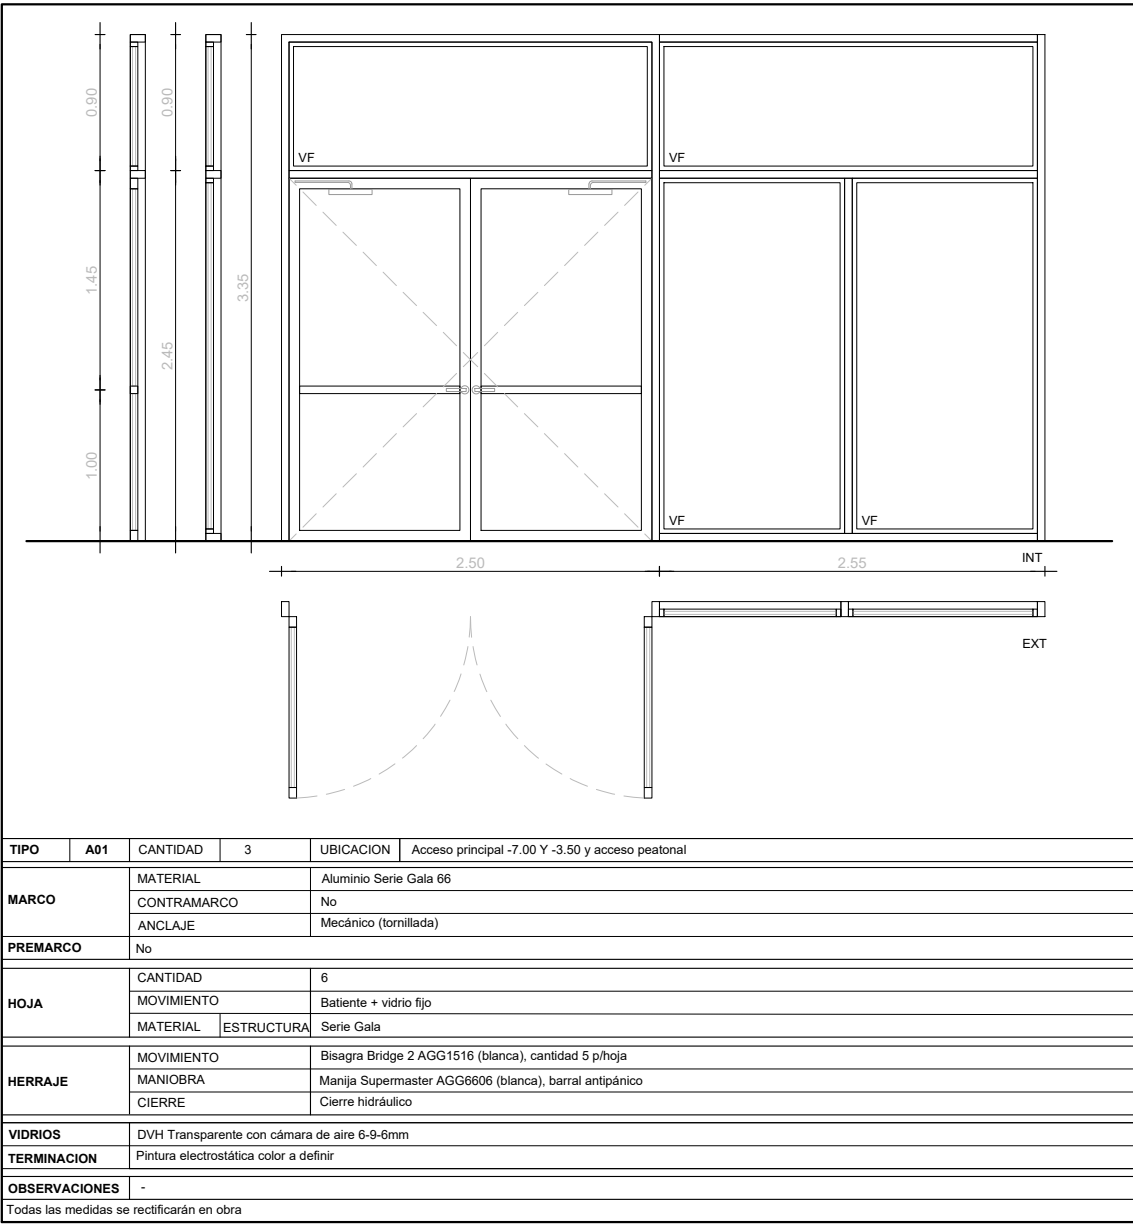 0.90
0.90
VF
VF
1.45
3.35
2.45
1.00
VF
VF
2.50
2.55
INT
EXT
TIPO A01 CANTIDAD 3 UBICACION Acceso principal -7.00 Y -3.50 y acceso peatonal
MARCO
MATERIAL Aluminio Serie Gala 66
CONTRAMARCO No
ANCLAJE Mecánico (tornillada)
PREMARCO No
HOJA
CANTIDAD 6
MOVIMIENTO Batiente + vidrio fijo
MATERIAL ESTRUCTURA Serie Gala
HERRAJE
MOVIMIENTO Bisagra Bridge 2 AGG1516 (blanca), cantidad 5 p/hoja
MANIOBRA Manija Supermaster AGG6606 (blanca), barral antipánico
CIERRE Cierre hidráulico
VIDRIOS DVH Transparente con cámara de aire 6-9-6mm
TERMINACION Pintura electrostática color a definir
OBSERVACIONES -
Todas las medidas se rectificarán en obra